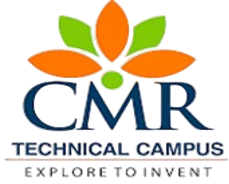 CMR
TECHNICAL CAMPUS
EXPLORE TO INVENT